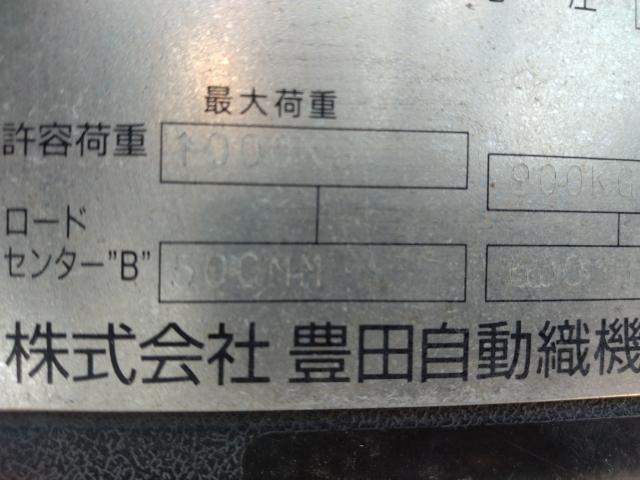 最大荷重
許容荷重 1000KG 900KG
ロード
センター"B" 500MM 600
株式会社 豊田自動織機